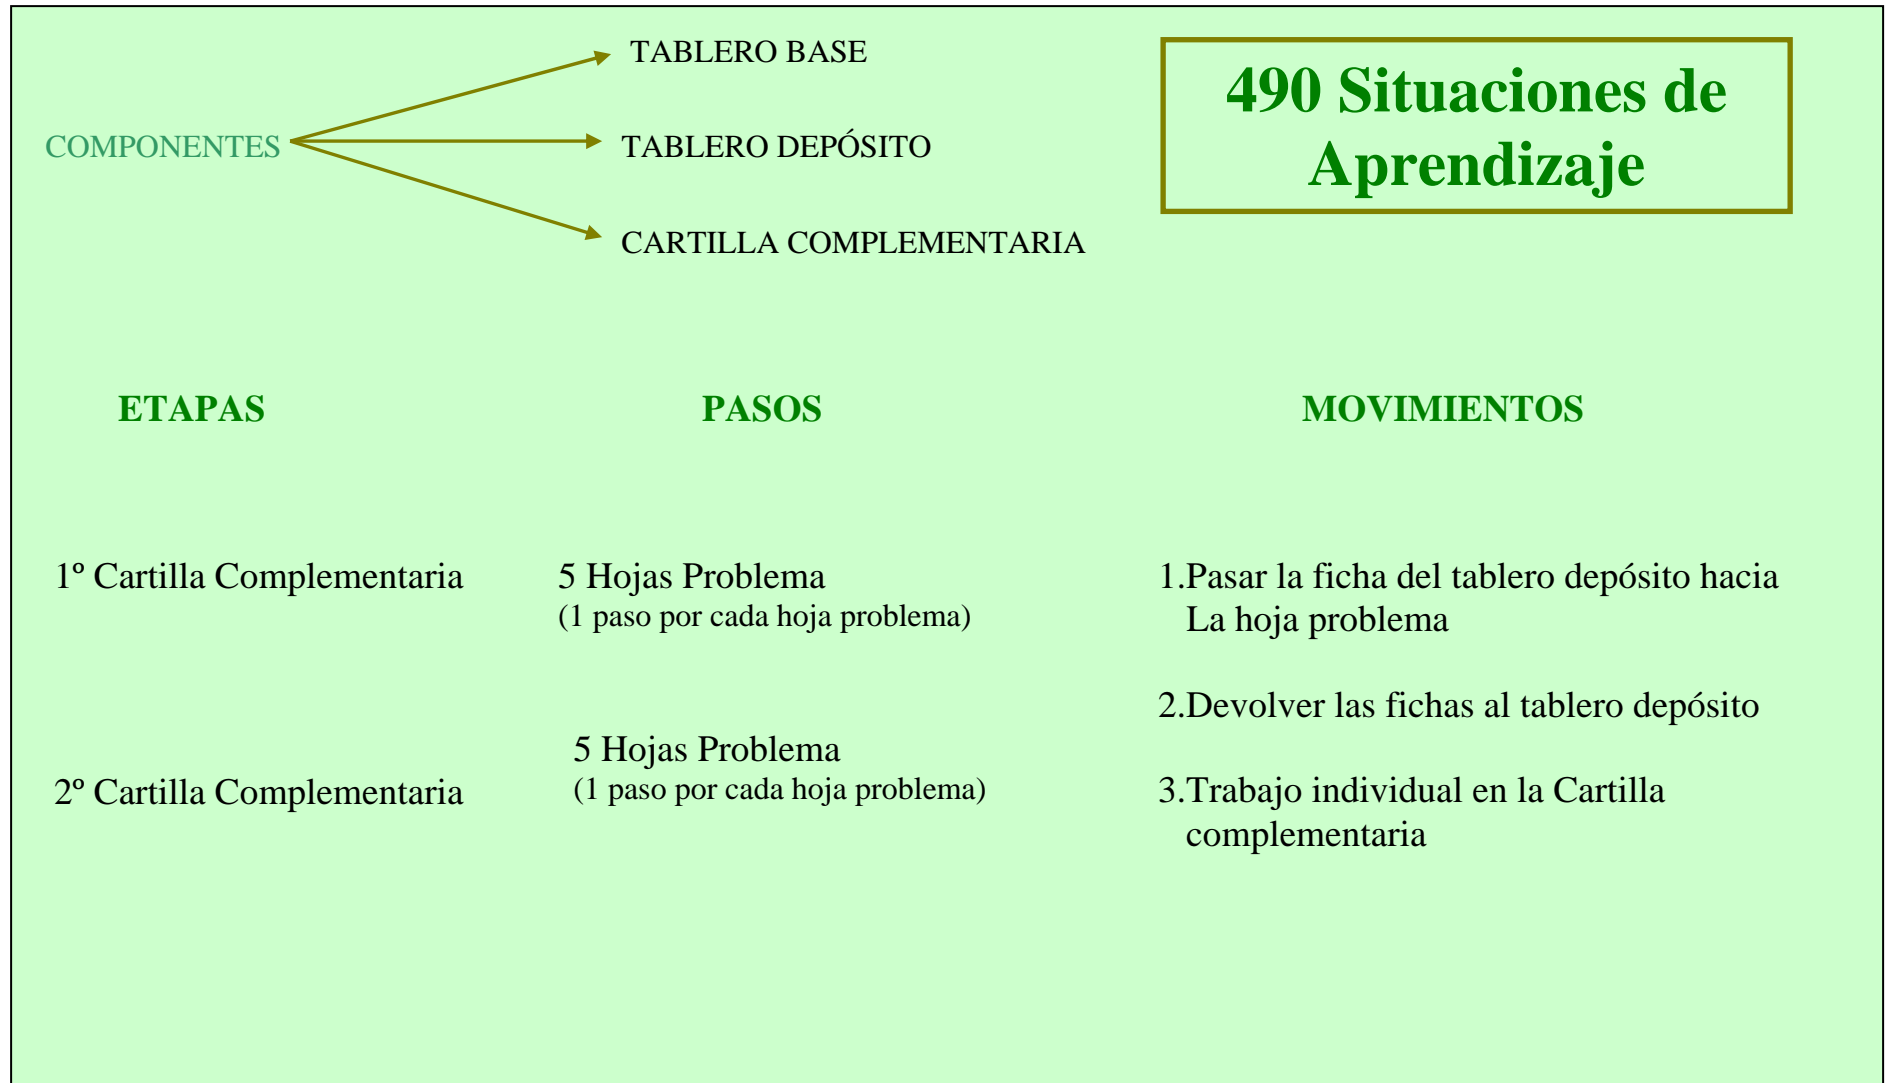 TABLERO BASE
COMPONENTES
TABLERO DEPÓSITO
CARTILLA COMPLEMENTARIA
490 Situaciones de
Aprendizaje
ETAPAS
PASOS
MOVIMIENTOS
1º Cartilla Complementaria
5 Hojas Problema
(1 paso por cada hoja problema)
2º Cartilla Complementaria
5 Hojas Problema
(1 paso por cada hoja problema)
1.Pasar la ficha del tablero depósito hacia
La hoja problema
2.Devolver las fichas al tablero depósito
3.Trabajo individual en la Cartilla
complementaria